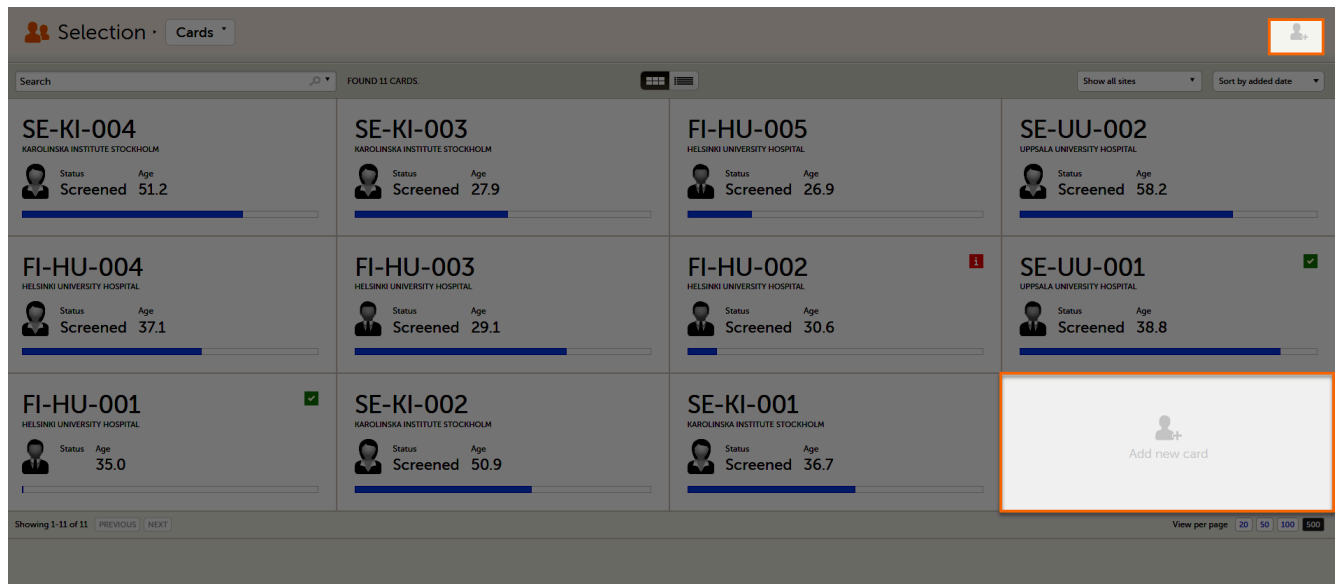 Selection · Cards
Search
FOUND 11 CARDS.
Show all sites
Sort by added date
SE-KI-004
KAROLINSKA INSTITUTE STOCKHOLM
Status Age
Screened 51.2
SE-KI-003
KAROLINSKA INSTITUTE STOCKHOLM
Status Age
Screened 27.9
FI-HU-005
HELSINKI UNIVERSITY HOSPITAL
Status Age
Screened 26.9
SE-UU-002
UPPSALA UNIVERSITY HOSPITAL
Status Age
Screened 58.2
FI-HU-004
HELSINKI UNIVERSITY HOSPITAL
Status Age
Screened 37.1
FI-HU-003
HELSINKI UNIVERSITY HOSPITAL
Status Age
Screened 29.1
FI-HU-002
HELSINKI UNIVERSITY HOSPITAL
Status Age
Screened 30.6
SE-UU-001
UPPSALA UNIVERSITY HOSPITAL
Status Age
Screened 38.8
FI-HU-001
HELSINKI UNIVERSITY HOSPITAL
Status Age
35.0
SE-KI-002
KAROLINSKA INSTITUTE STOCKHOLM
Status Age
Screened 50.9
SE-KI-001
KAROLINSKA INSTITUTE STOCKHOLM
Status Age
Screened 36.7
Add new card
Showing 1-11 of 11 PREVIOUS NEXT
View per page 20 50 100 500